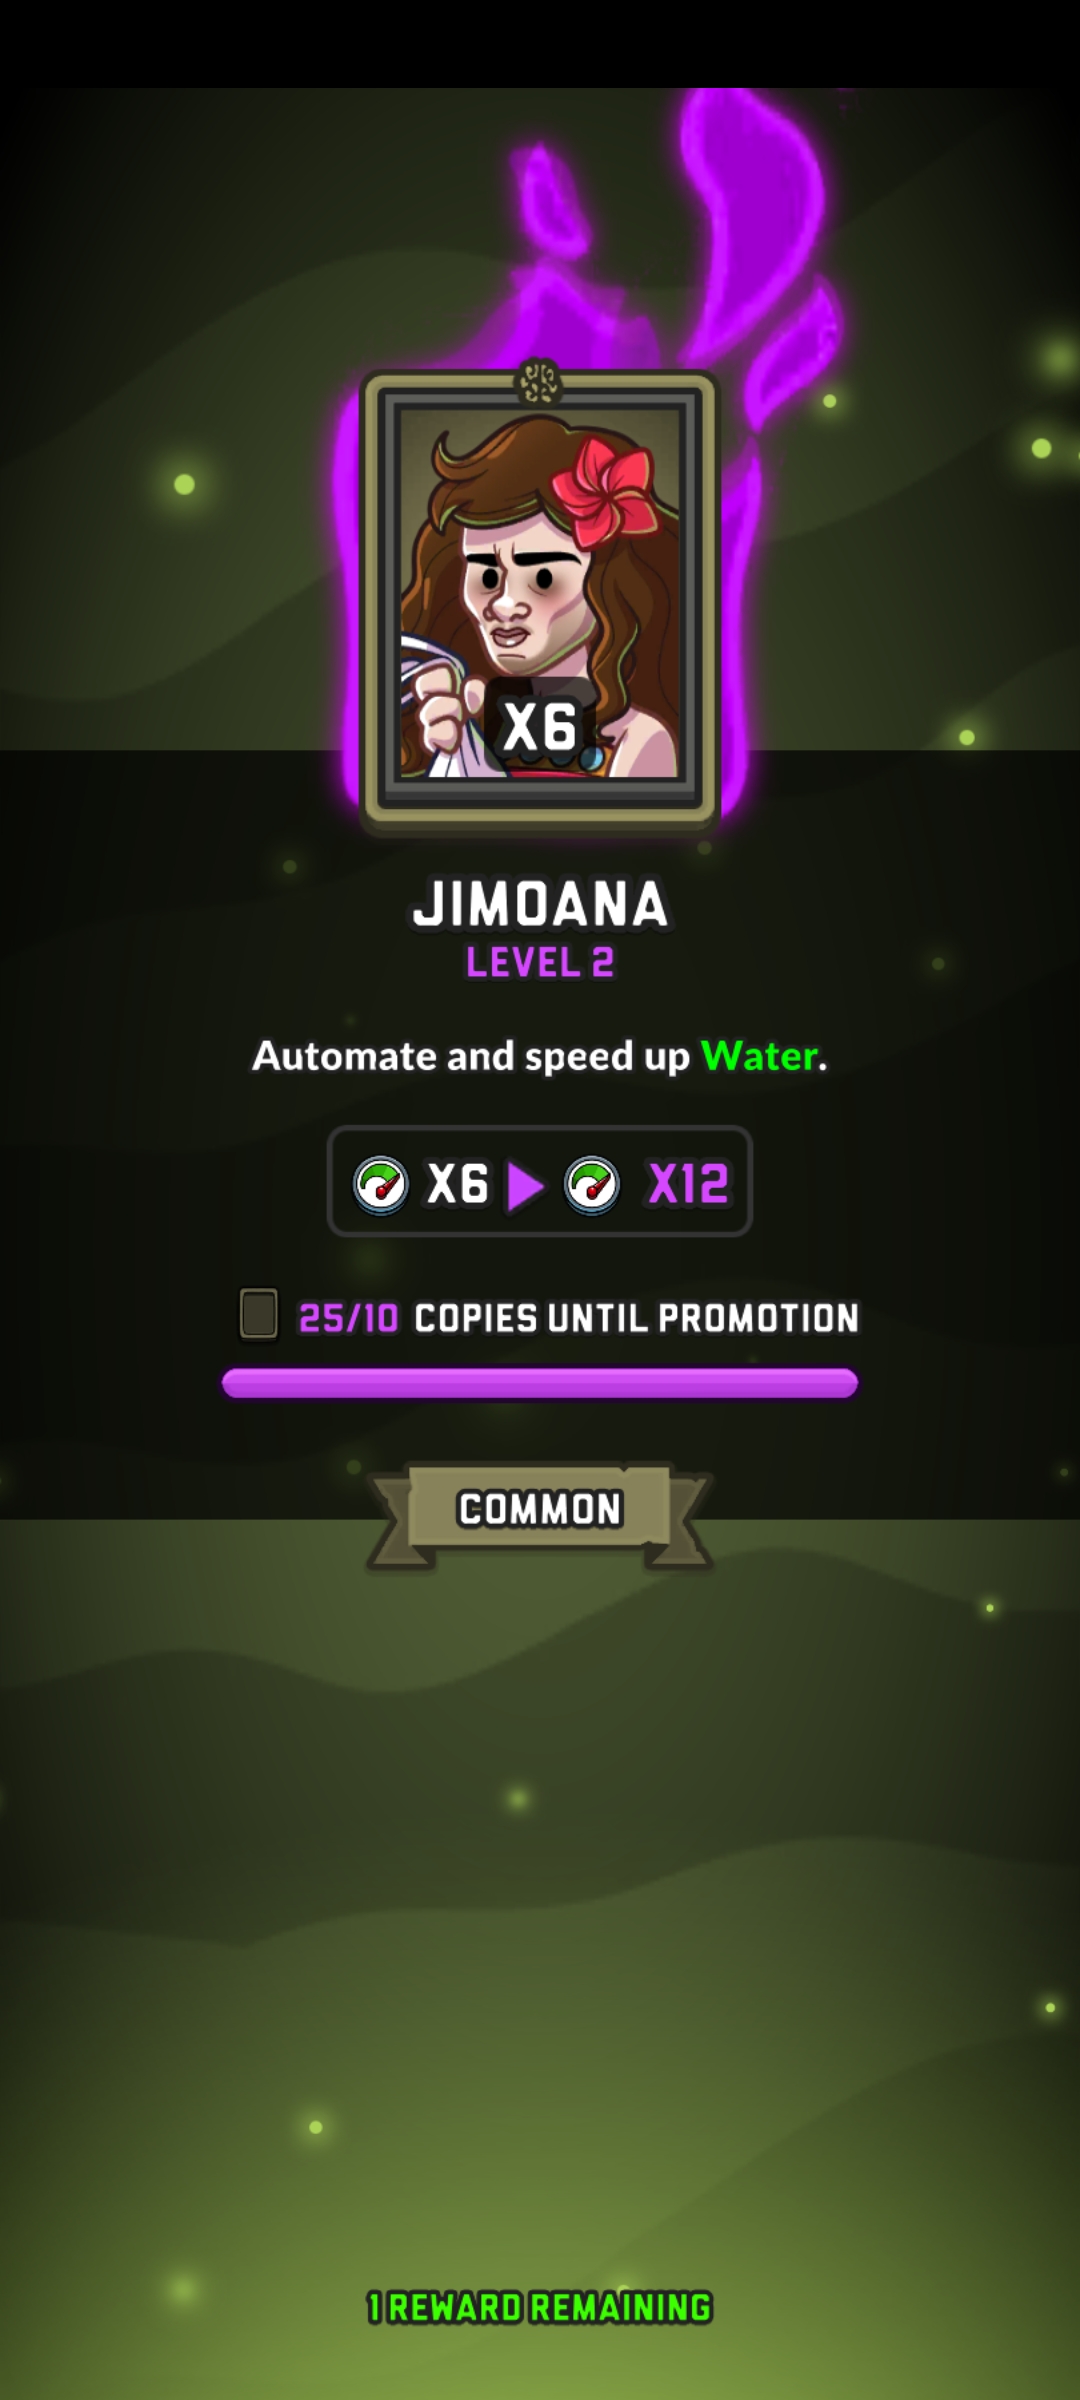 X6
JIMOANA
LEVEL 2
Automate and speed up Water.
X6 X12
25/10 COPIES UNTIL PROMOTION
COMMON
1 REWARD REMAINING